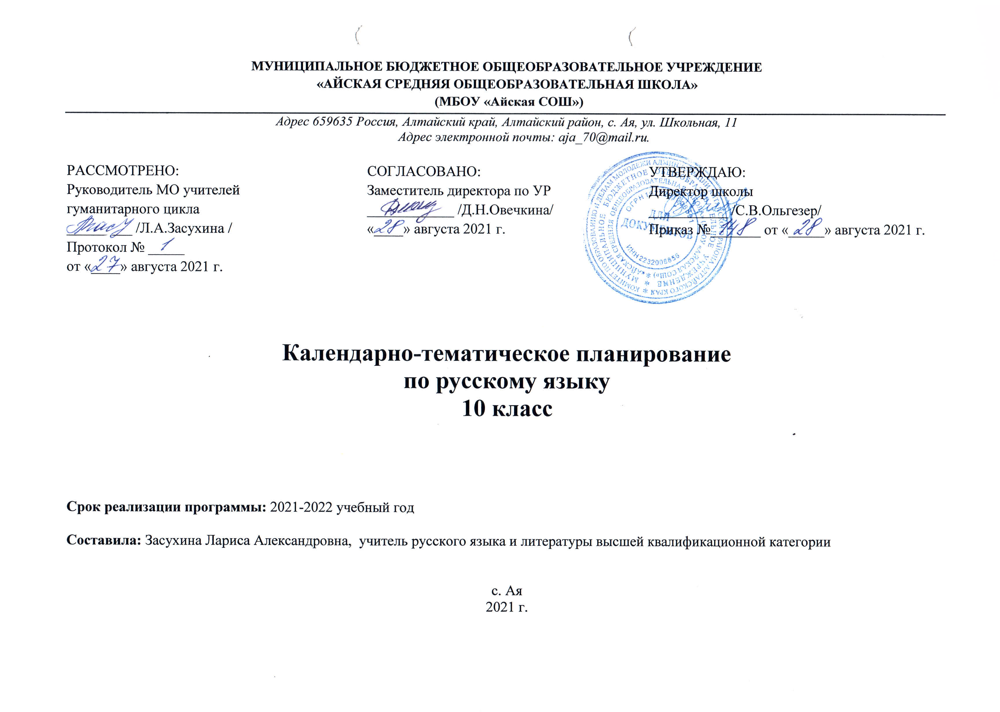 МУНИЦИПАЛЬНОЕ БЮДЖЕТНОЕ ОБЩЕОБРАЗОВАТЕЛЬНОЕ УЧРЕЖДЕНИЕ
«АЙСКАЯ СРЕДНЯЯ ОБЩЕОБРАЗОВАТЕЛЬНАЯ ШКОЛА»
(МБОУ «Айская СОШ»)
Адрес 659635 Россия, Алтайский край, Алтайский район, с. Ая, ул. Школьная, 11
Адрес электронной почты: aja_70@mail.ru.
РАССМОТРЕНО:
Руководитель МО учителей
гуманитарного цикла
/Л.А.Засухина /
Протокол № 1
от «27» августа 2021 г.
СОГЛАСОВАНО:
Заместитель директора по УР
/Д.Н.Овечкина/
«28» августа 2021 г.
УТВЕРЖДАЮ:
Директор школы
/С.В.Ольгезер/
Приказ № 148 от «28» августа 2021 г.
ДЛЯ
ДОКУМЕНТОВ
ИНН 2232006856
Календарно-тематическое планирование
по русскому языку
10 класс
Срок реализации программы: 2021-2022 учебный год
Составила: Засухина Лариса Александровна, учитель русского языка и литературы высшей квалификационной категории
с. Ая
2021 г.